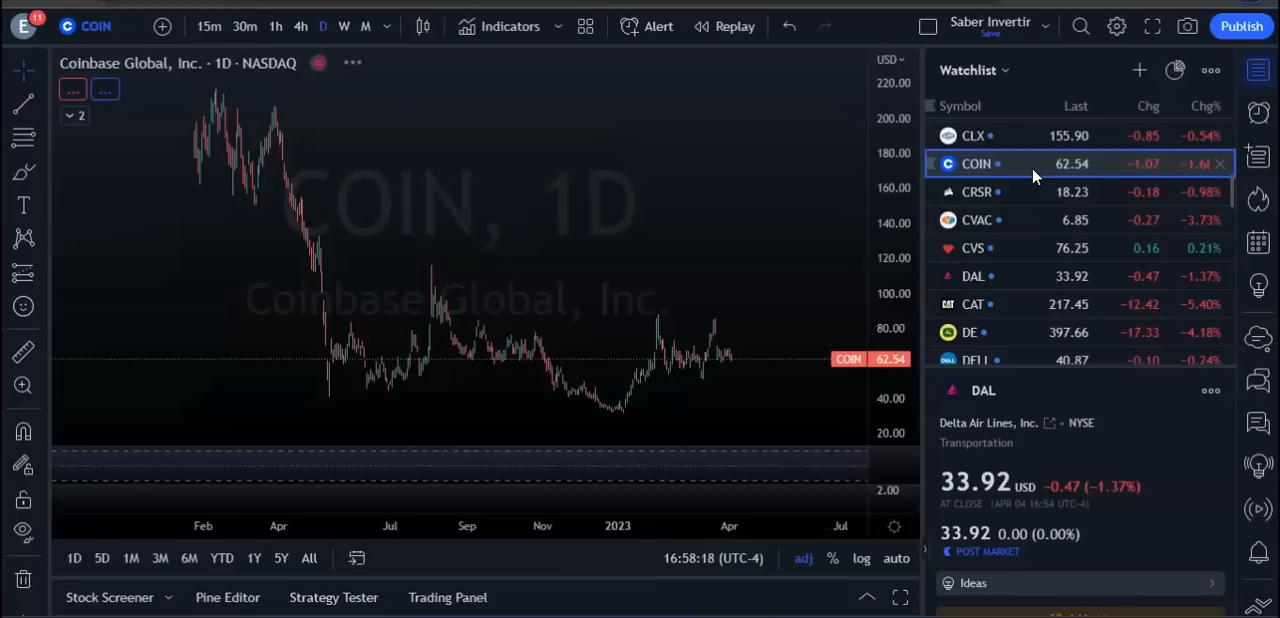 E 11 COIN 15m 30m 1h 4h D W M Indicators Alert Replay Saber Invertir Save Publish
Coinbase Global, Inc. · 1D · NASDAQ
... ...
2
COIN, 1D
Coinbase Global, Inc.
USD
220.00
200.00
180.00
160.00
140.00
120.00
100.00
80.00
COIN 62.54
40.00
20.00
2.00
Feb Apr Jul Sep Nov 2023 Apr Jul
1D 5D 1M 3M 6M YTD 1Y 5Y All 16:58:18 (UTC-4) adj % log auto
Stock Screener Pine Editor Strategy Tester Trading Panel
Watchlist
Symbol Last Chg Chg%
CLX 155.90 −0.85 −0.54%
COIN 62.54 −1.07 −1.68
CRSR 18.23 −0.18 −0.98%
CVAC 6.85 −0.27 −3.73%
CVS 76.25 0.16 0.21%
DAL 33.92 −0.47 −1.37%
CAT CAT 217.45 −12.42 −5.40%
DE 397.66 −17.33 −4.18%
DELL DELL 40.87 −0.10 −0.24%
DAL
Delta Air Lines, Inc. · NYSE
Transportation
33.92 USD −0.47 (−1.37%)
AT CLOSE (APR 04 16:54 UTC-4)
33.92 0.00 (0.00%)
POST MARKET
Ideas